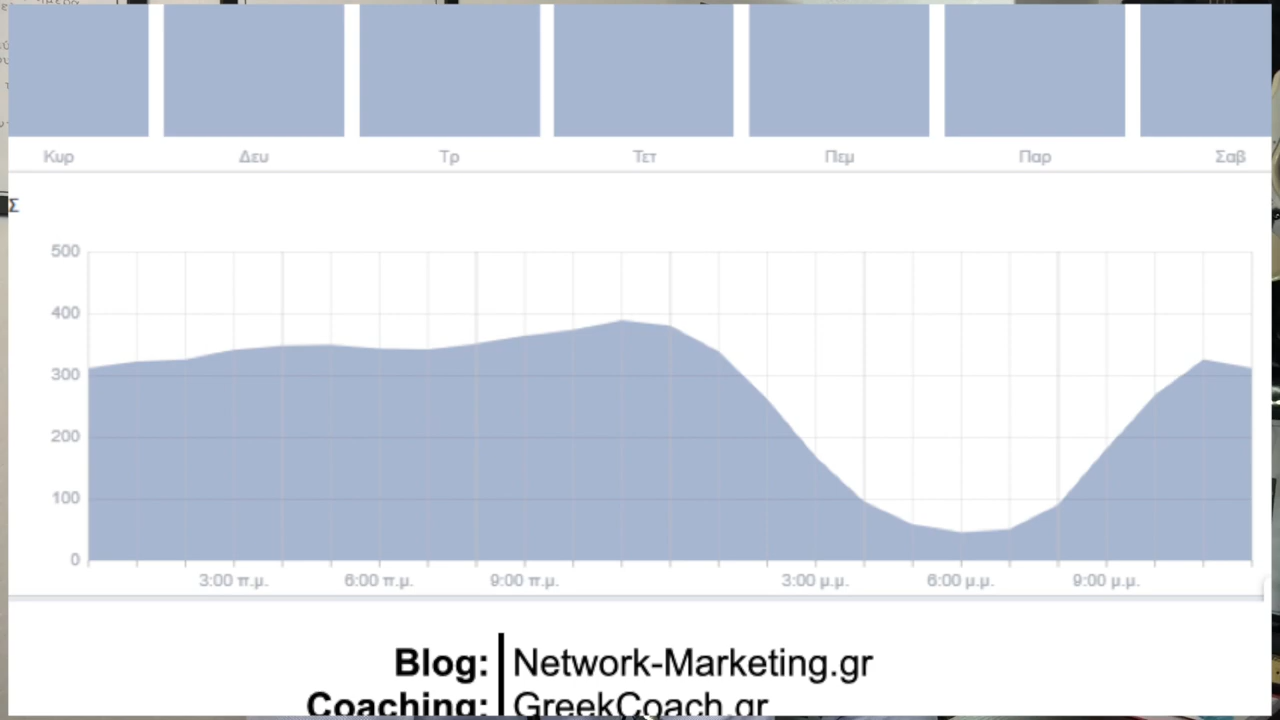 Κυρ Δευ Τρ Τετ Πεμ Παρ Σαβ
Σ
500
400
300
200
100
0
3:00 π.μ. 6:00 π.μ. 9:00 π.μ. 3:00 μ.μ. 6:00 μ.μ. 9:00 μ.μ.
Blog: Network-Marketing.gr
Coaching: GreekCoach.gr